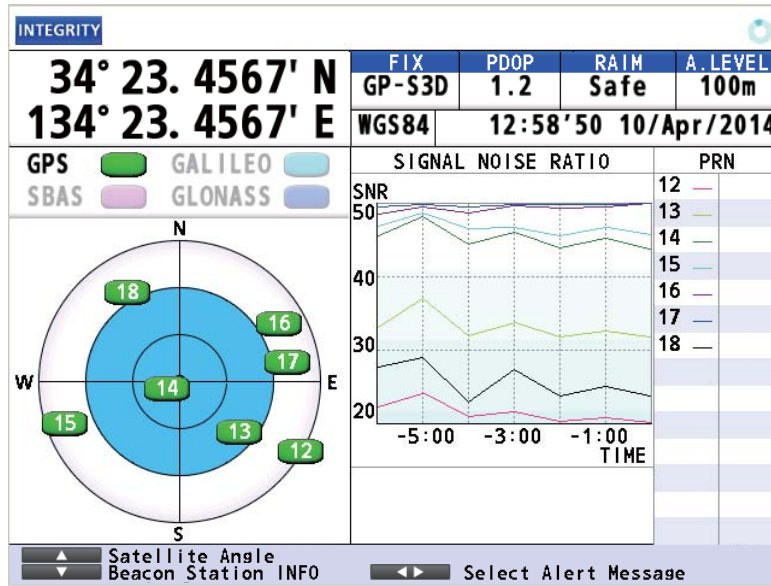 INTEGRITY
34° 23. 4567' N
134° 23. 4567' E
FIX PDOP RAIM A.LEVEL
GP-S3D 1.2 Safe 100m
WGS84 12:58'50 10/Apr/2014
GPS GALILEO
SBAS GLONASS
SIGNAL NOISE RATIO
PRN
SNR
50
40
30
20
-5:00 -3:00 -1:00
TIME
12
13
14
15
16
17
18
N
18
16
17
W
14
E
15
13
12
S
Satellite Angle
Beacon Station INFO
Select Alert Message